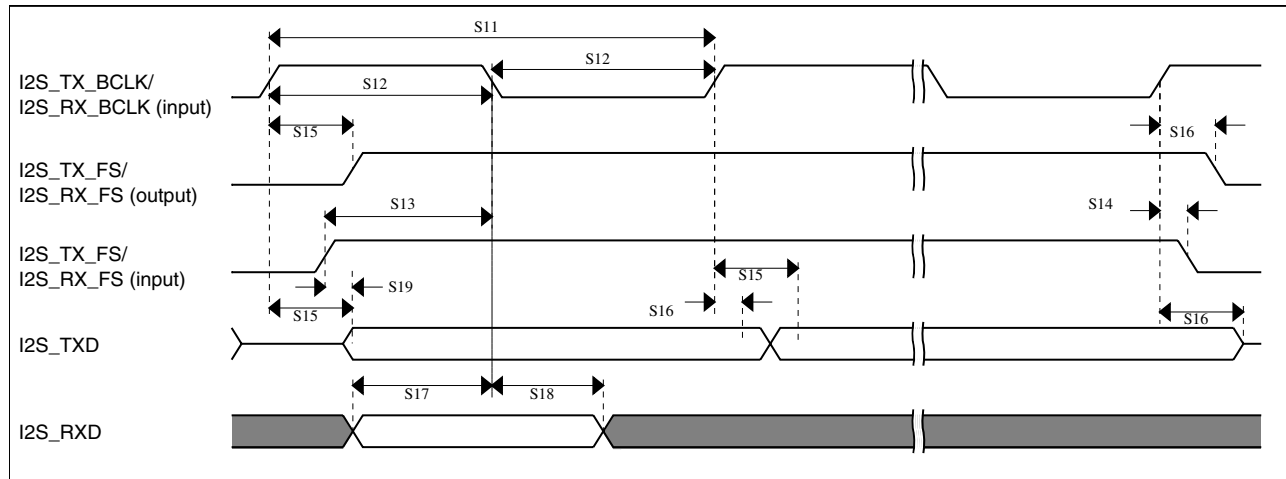 S11
S12
I2S_TX_BCLK/
I2S_RX_BCLK (input)
S12
S15
S16
I2S_TX_FS/
I2S_RX_FS (output)
S13
S14
I2S_TX_FS/
I2S_RX_FS (input)
S15
S19
S15
S16
S16
I2S_TXD
S17
S18
I2S_RXD